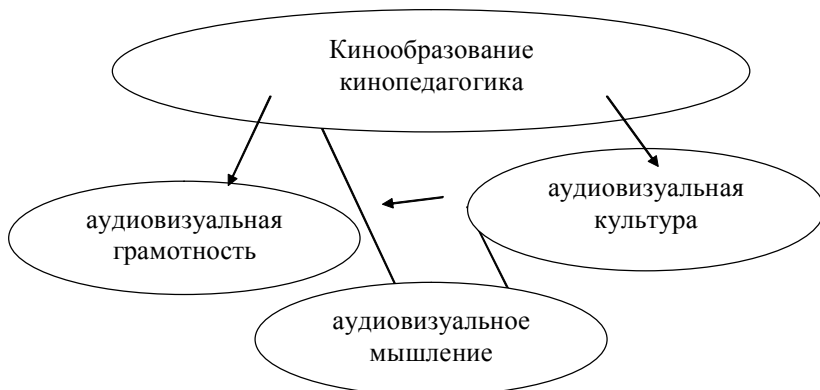 Кинообразование
кинопедагогика
аудиовизуальная
грамотность
аудиовизуальная
культура
аудиовизуальное
мышление